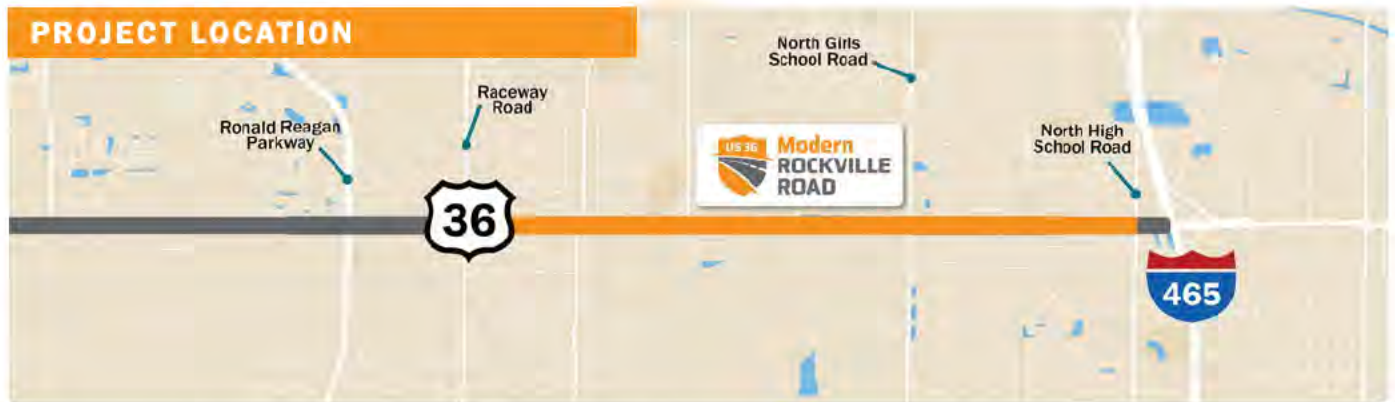 PROJECT LOCATION
North Girls
School Road
Raceway
Road
Ronald Reagan
Parkway
North High
School Road
US 36
Modern
ROCKVILLE
ROAD
36
465